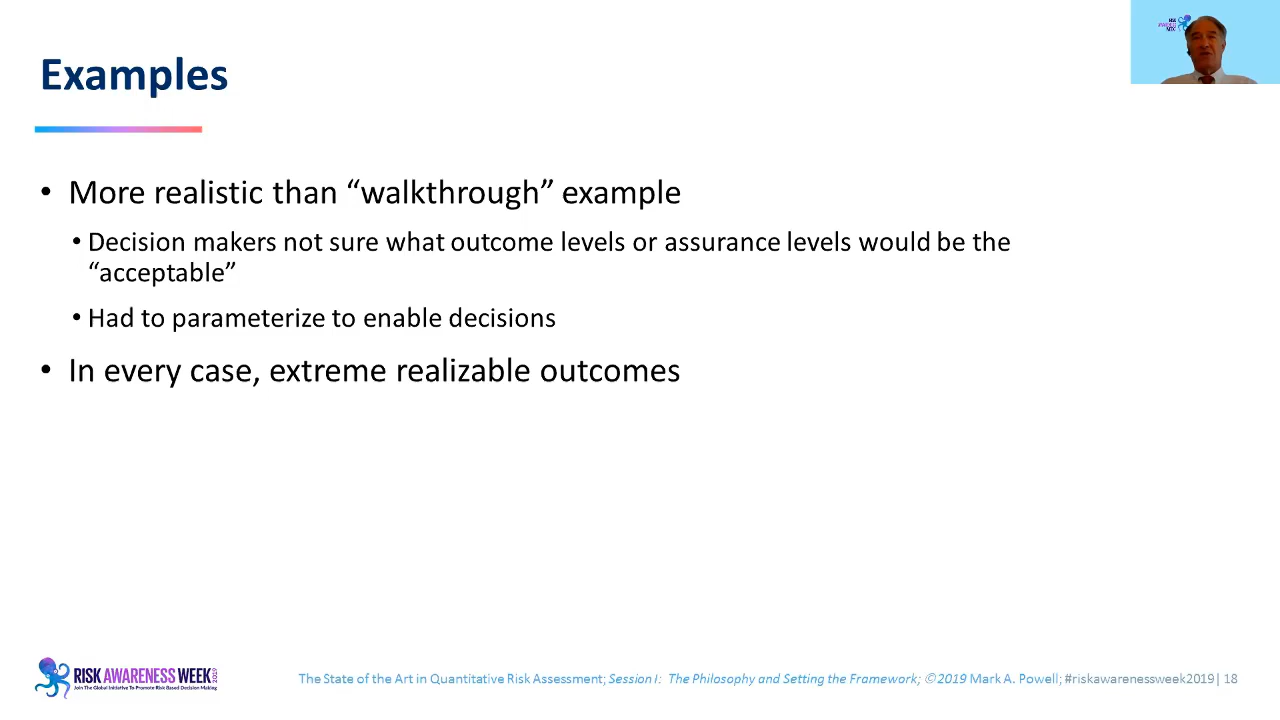 Examples
• More realistic than “walkthrough” example
• Decision makers not sure what outcome levels or assurance levels would be the
“acceptable”
• Had to parameterize to enable decisions
• In every case, extreme realizable outcomes
RISK AWARENESS WEEK 2019
Join The Global Initiative To Promote Risk Based Decision Making
The State of the Art in Quantitative Risk Assessment; Session I: The Philosophy and Setting the Framework; ©2019 Mark A. Powell; #riskawarenessweek2019| 18